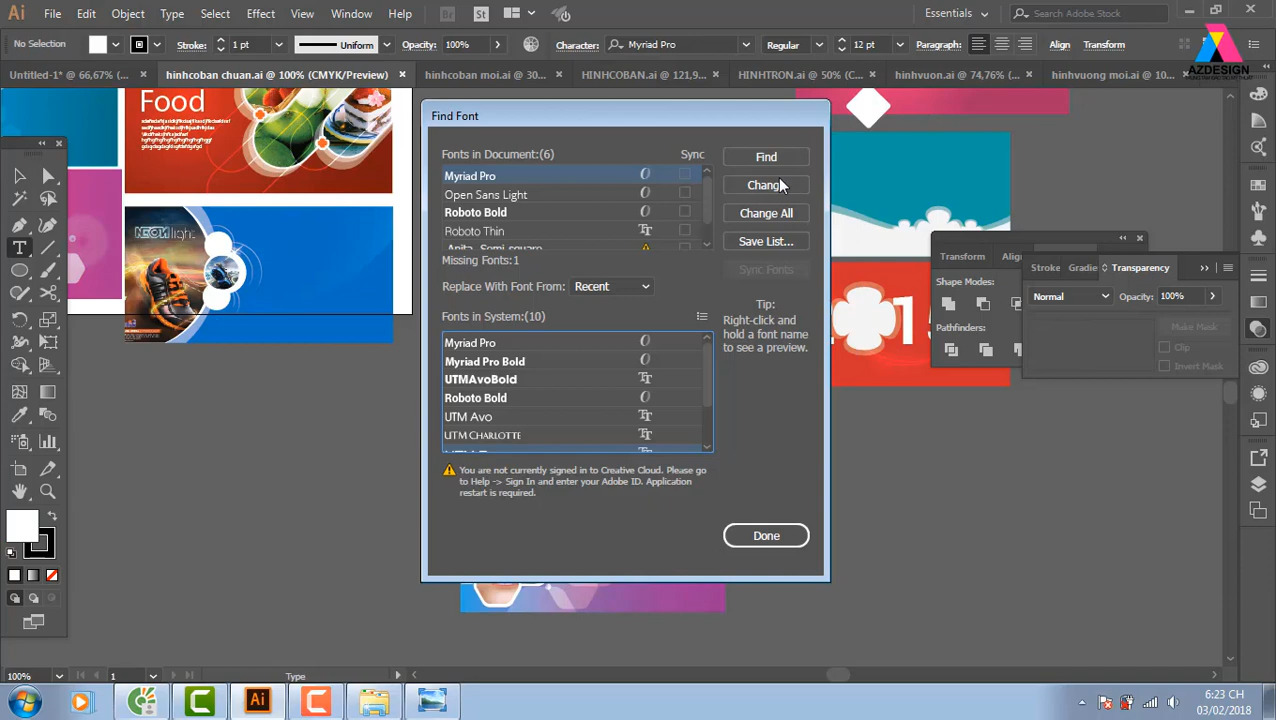 Ai File Edit Object Type Select Effect View Window Help Br St Essentials Search Adobe Stock
No Selection Stroke: 1 pt Uniform Opacity: 100% Character: Myriad Pro Regular 12 pt Paragraph: Align Transform
AZDESIGN
Untitled-1* @ 66,67% (... × hinhcoban chuan.ai @ 100% (CMYK/Preview) × hinhcoban moi.ai @ ... × HINHCOBAN.ai @ 121,9... × HINHTRON.ai @ 50% (C... × hinhvuon.ai @ 74,76% (... × hinhvuong moi.ai @ 10... ×
Food
NEON light
Find Font
Fonts in Document:(6) Sync
Myriad Pro
Open Sans Light
Roboto Bold
Roboto Thin
Missing Fonts:1
Replace With Font From: Recent
Fonts in System:(10)
Myriad Pro
Myriad Pro Bold
UTMAvoBold
Roboto Bold
UTM Avo
UTM CHARLOTTE
You are not currently signed in to Creative Cloud. Please go
to Help -> Sign In and enter your Adobe ID. Application
restart is required.
Find
Change
Change All
Save List...
Sync Fonts
Tip:
Right-click and
hold a font name
to see a preview.
Done
Transform Align
Shape Modes:
Pathfinders:
Stroke Gradie Transparency
Normal Opacity: 100%
Make Mask
Clip
Invert Mask
15
100% 1 Type
6:23 CH
03/02/2018